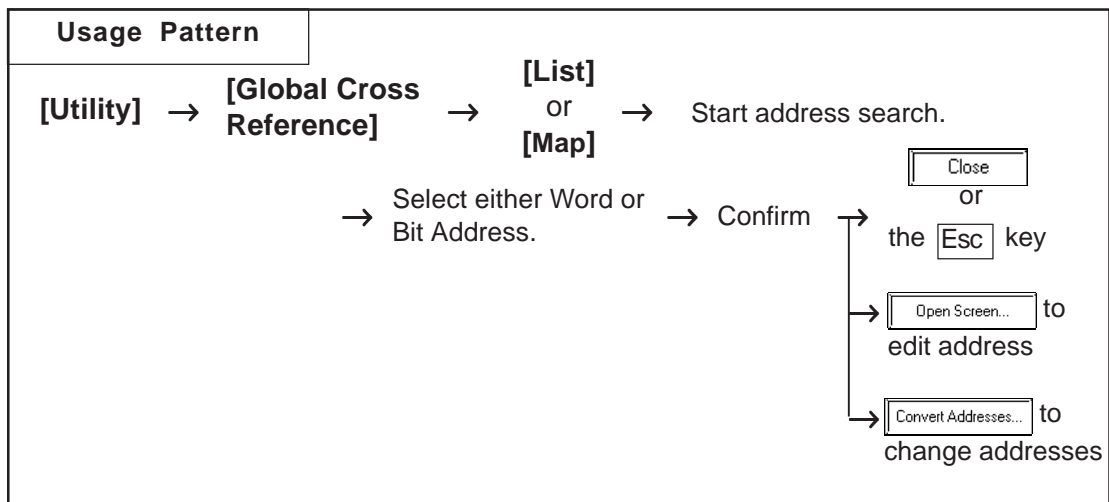 Usage Pattern
[Utility] → [Global Cross
Reference] → [List]
or
[Map] → Start address search.
→ Select either Word or
Bit Address. → Confirm → Close
or
the Esc key
→ Open Screen... to
edit address
→ Convert Addresses... to
change addresses